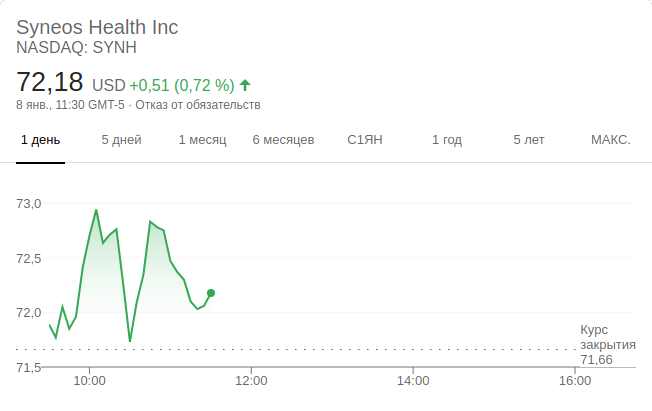 Syneos Health Inc
NASDAQ: SYNH
72,18 USD +0,51 (0,72 %)
8 янв., 11:30 GMT-5 · Отказ от обязательств
1 день 5 дней 1 месяц 6 месяцев С1ЯН 1 год 5 лет МАКС.
73,0
72,5
72,0
Курс
закрытия
71,66
71,5
10:00 12:00 14:00 16:00